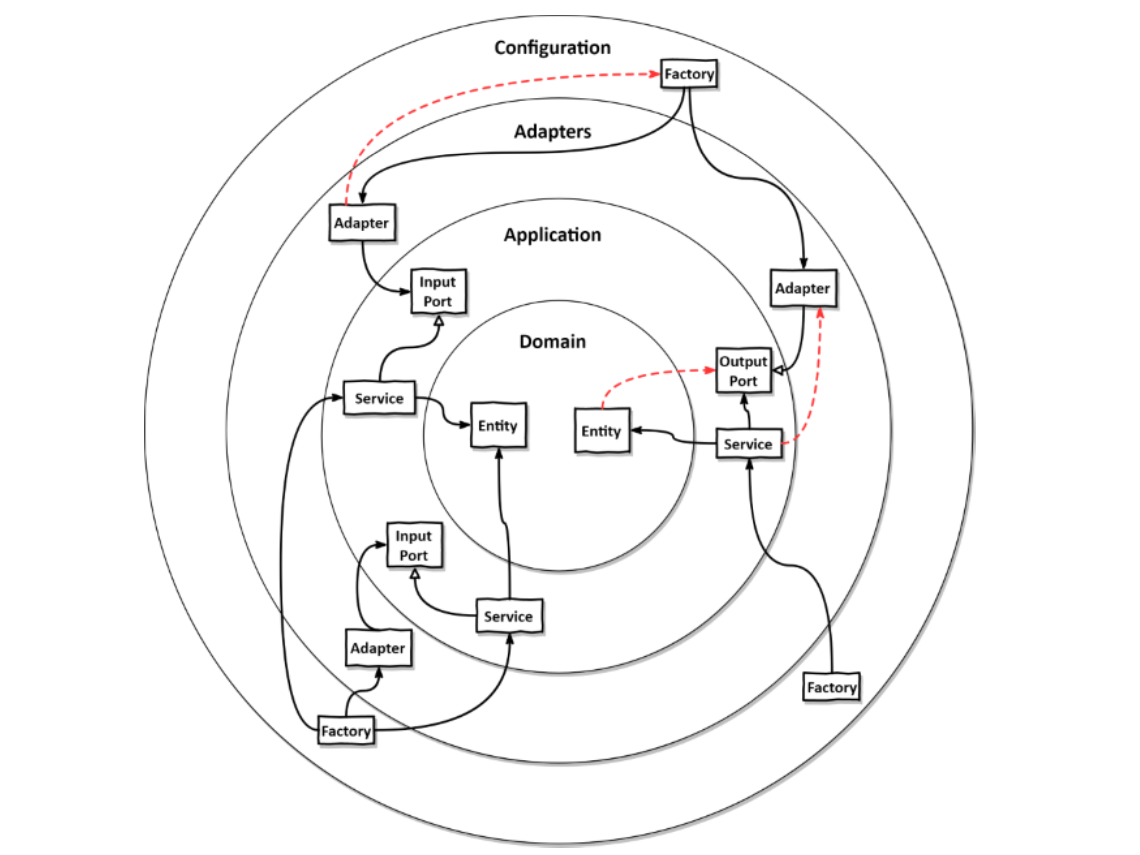 Configuration
Factory
Adapters
Adapter
Application
Input
Port
Adapter
Domain
Output
Port
Service
Entity
Entity
Service
Input
Port
Service
Adapter
Factory
Factory